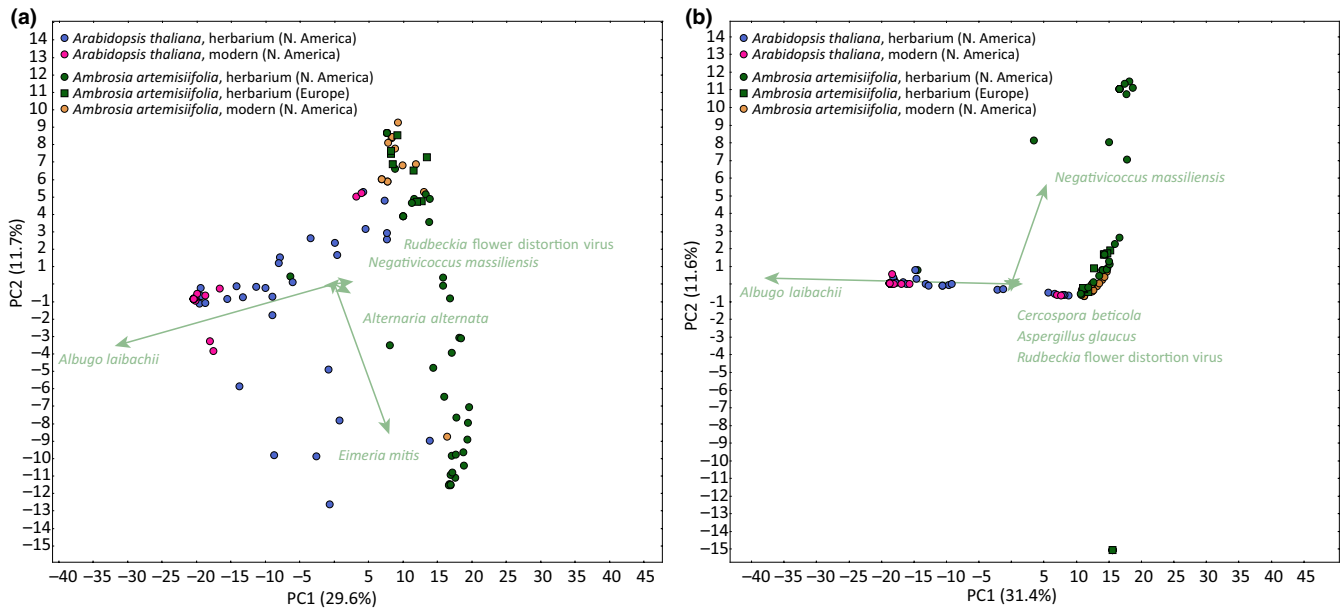 (a)
Arabidopsis thaliana, herbarium (N. America)
Arabidopsis thaliana, modern (N. America)
Ambrosia artemisiifolia, herbarium (N. America)
Ambrosia artemisiifolia, herbarium (Europe)
Ambrosia artemisiifolia, modern (N. America)
14
13
12
11
10
9
8
7
6
5
4
3
2
1
−1
−2
−3
−4
−5
−6
−7
−8
−9
−10
−11
−12
−13
−14
−15
PC2 (11.7%)
Rudbeckia flower distortion virus
Negativicoccus massiliensis
Alternaria alternata
Albugo laibachii
Eimeria mitis
−40 −35 −30 −25 −20 −15 −10 −5 5 10 15 20 25 30 35 40 45
PC1 (29.6%)
(b)
Arabidopsis thaliana, herbarium (N. America)
Arabidopsis thaliana, modern (N. America)
Ambrosia artemisiifolia, herbarium (N. America)
Ambrosia artemisiifolia, herbarium (Europe)
Ambrosia artemisiifolia, modern (N. America)
14
13
12
11
10
9
8
7
6
5
4
3
2
1
−1
−2
−3
−4
−5
−6
−7
−8
−9
−10
−11
−12
−13
−14
−15
PC2 (11.6%)
Negativicoccus massiliensis
Albugo laibachii
Cercospora beticola
Aspergillus glaucus
Rudbeckia flower distortion virus
−40 −35 −30 −25 −20 −15 −10 −5 5 10 15 20 25 30 35 40 45
PC1 (31.4%)